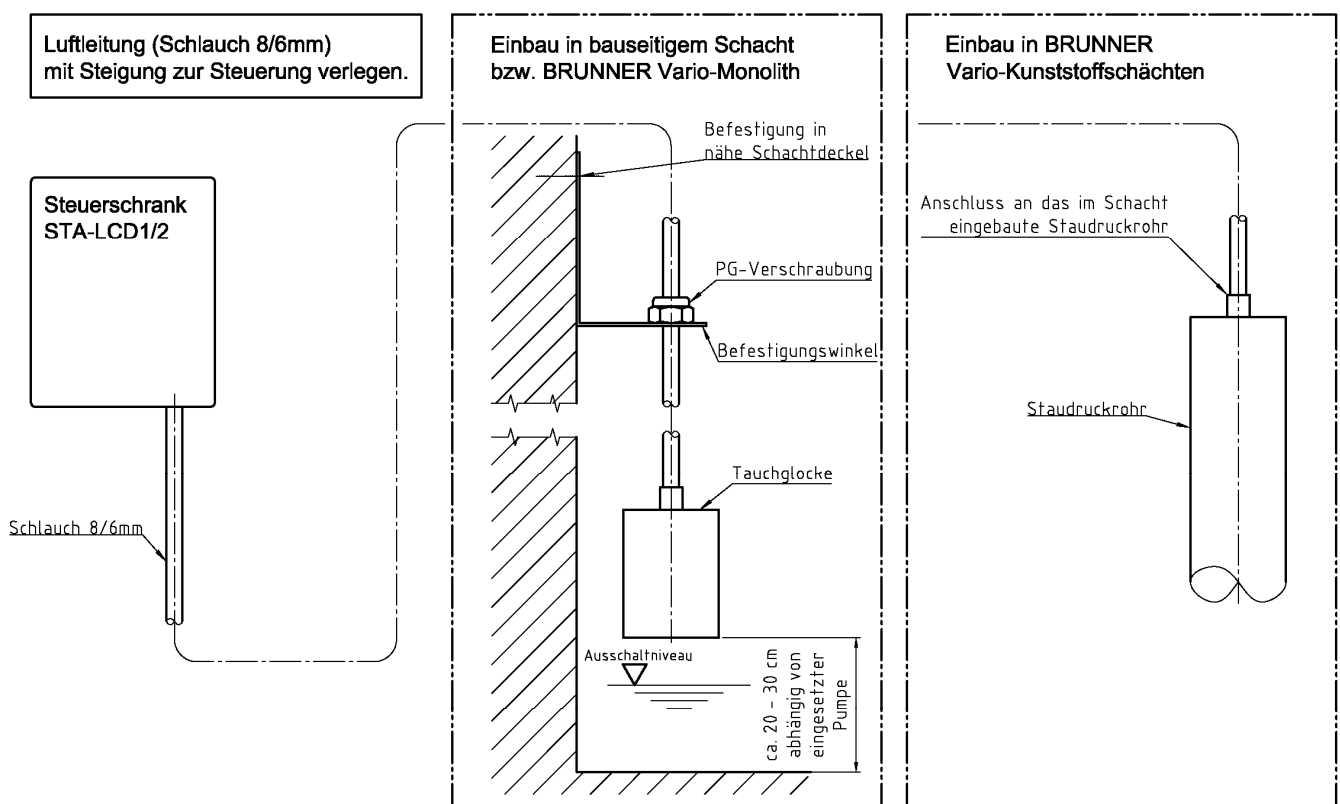 Luftleitung (Schlauch 8/6mm)
mit Steigung zur Steuerung verlegen.
Steuerschrank
STA-LCD1/2
Schlauch 8/6mm
Einbau in bauseitigem Schacht
bzw. BRUNNER Vario-Monolith
Befestigung in
nähe Schachtdeckel
PG-Verschraubung
Befestigungswinkel
Tauchglocke
Ausschaltniveau
ca. 20 - 30 cm
abhängig von
eingesetzter
Pumpe
Einbau in BRUNNER
Vario-Kunststoffschächten
Anschluss an das im Schacht
eingebaute Staudruckrohr
Staudruckrohr